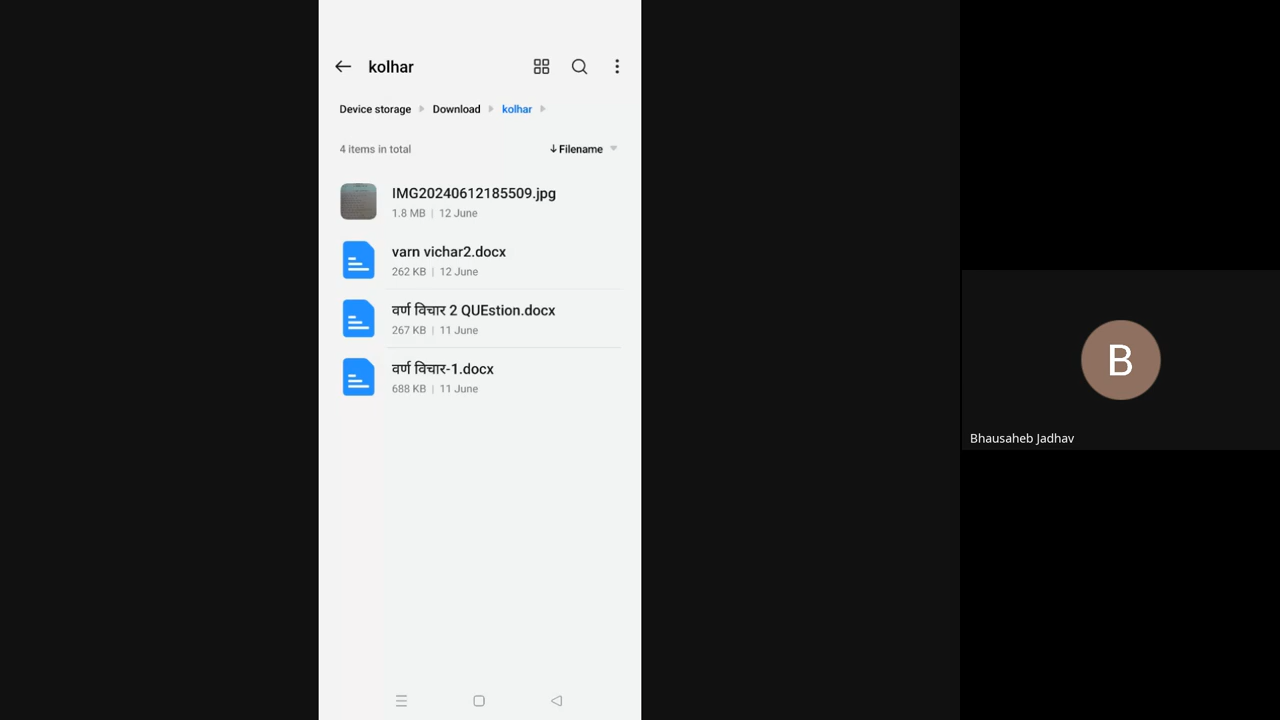 kolhar
Device storage Download kolhar
4 items in total Filename
IMG20240612185509.jpg
1.8 MB | 12 June
varn vichar2.docx
262 KB | 12 June
वर्ण विचार 2 QUEstion.docx
267 KB | 11 June
वर्ण विचार-1.docx
688 KB | 11 June
B
Bhausaheb Jadhav